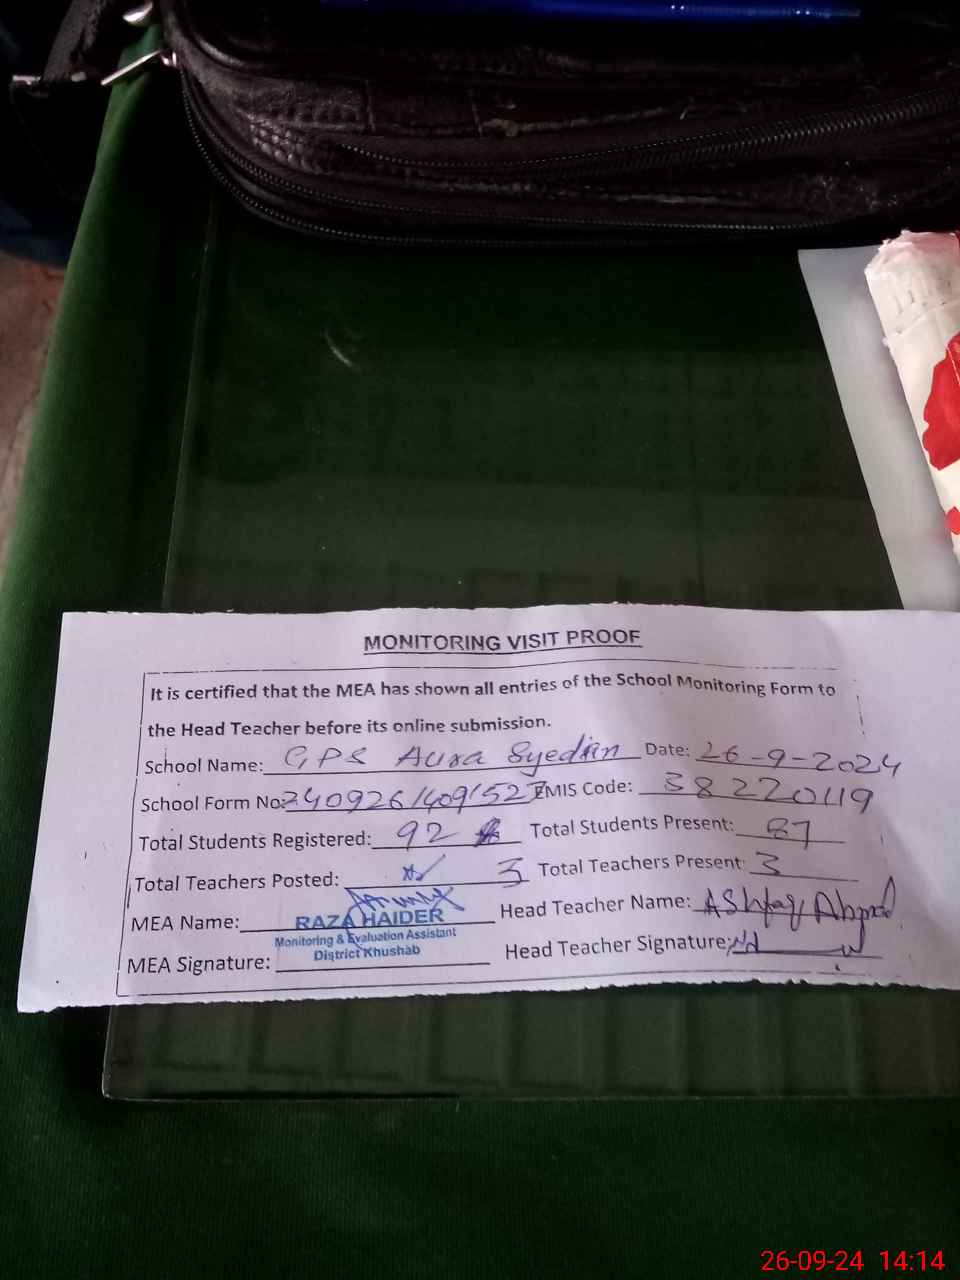 MONITORING VISIT PROOF
It is certified that the MEA has shown all entries of the School Monitoring Form to
the Head Teacher before its online submission.
School Name: GPS Aura Syedan Date: 26-9-2024
School Form No: EMIS Code: 38220119
Total Students Registered: 92 Total Students Present: 87
Total Teachers Posted: 3 Total Teachers Present: 3
MEA Name: RAZA HAIDER Head Teacher Name: AShfaq Ahmad
Monitoring & Evaluation Assistant
District Khushab
MEA Signature: Head Teacher Signature:
26-09-24 14:14